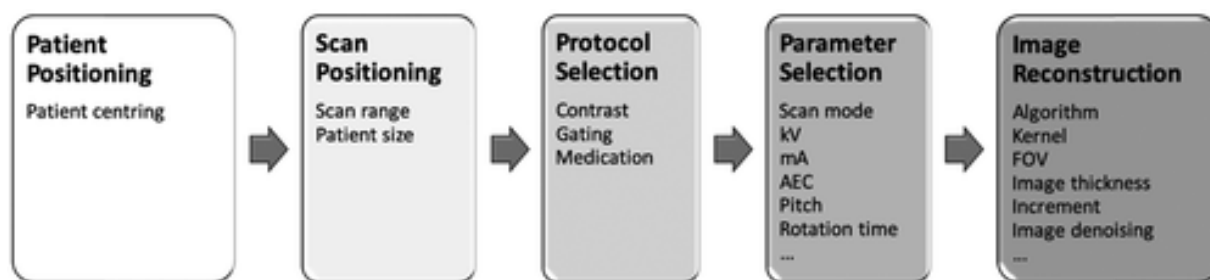 Patient
Positioning
Patient centring
Scan
Positioning
Scan range
Patient size
Protocol
Selection
Contrast
Gating
Medication
Parameter
Selection
Scan mode
kV
mA
AEC
Pitch
Rotation time
...
Image
Reconstruction
Algorithm
Kernel
FOV
Image thickness
Increment
Image denoising
...